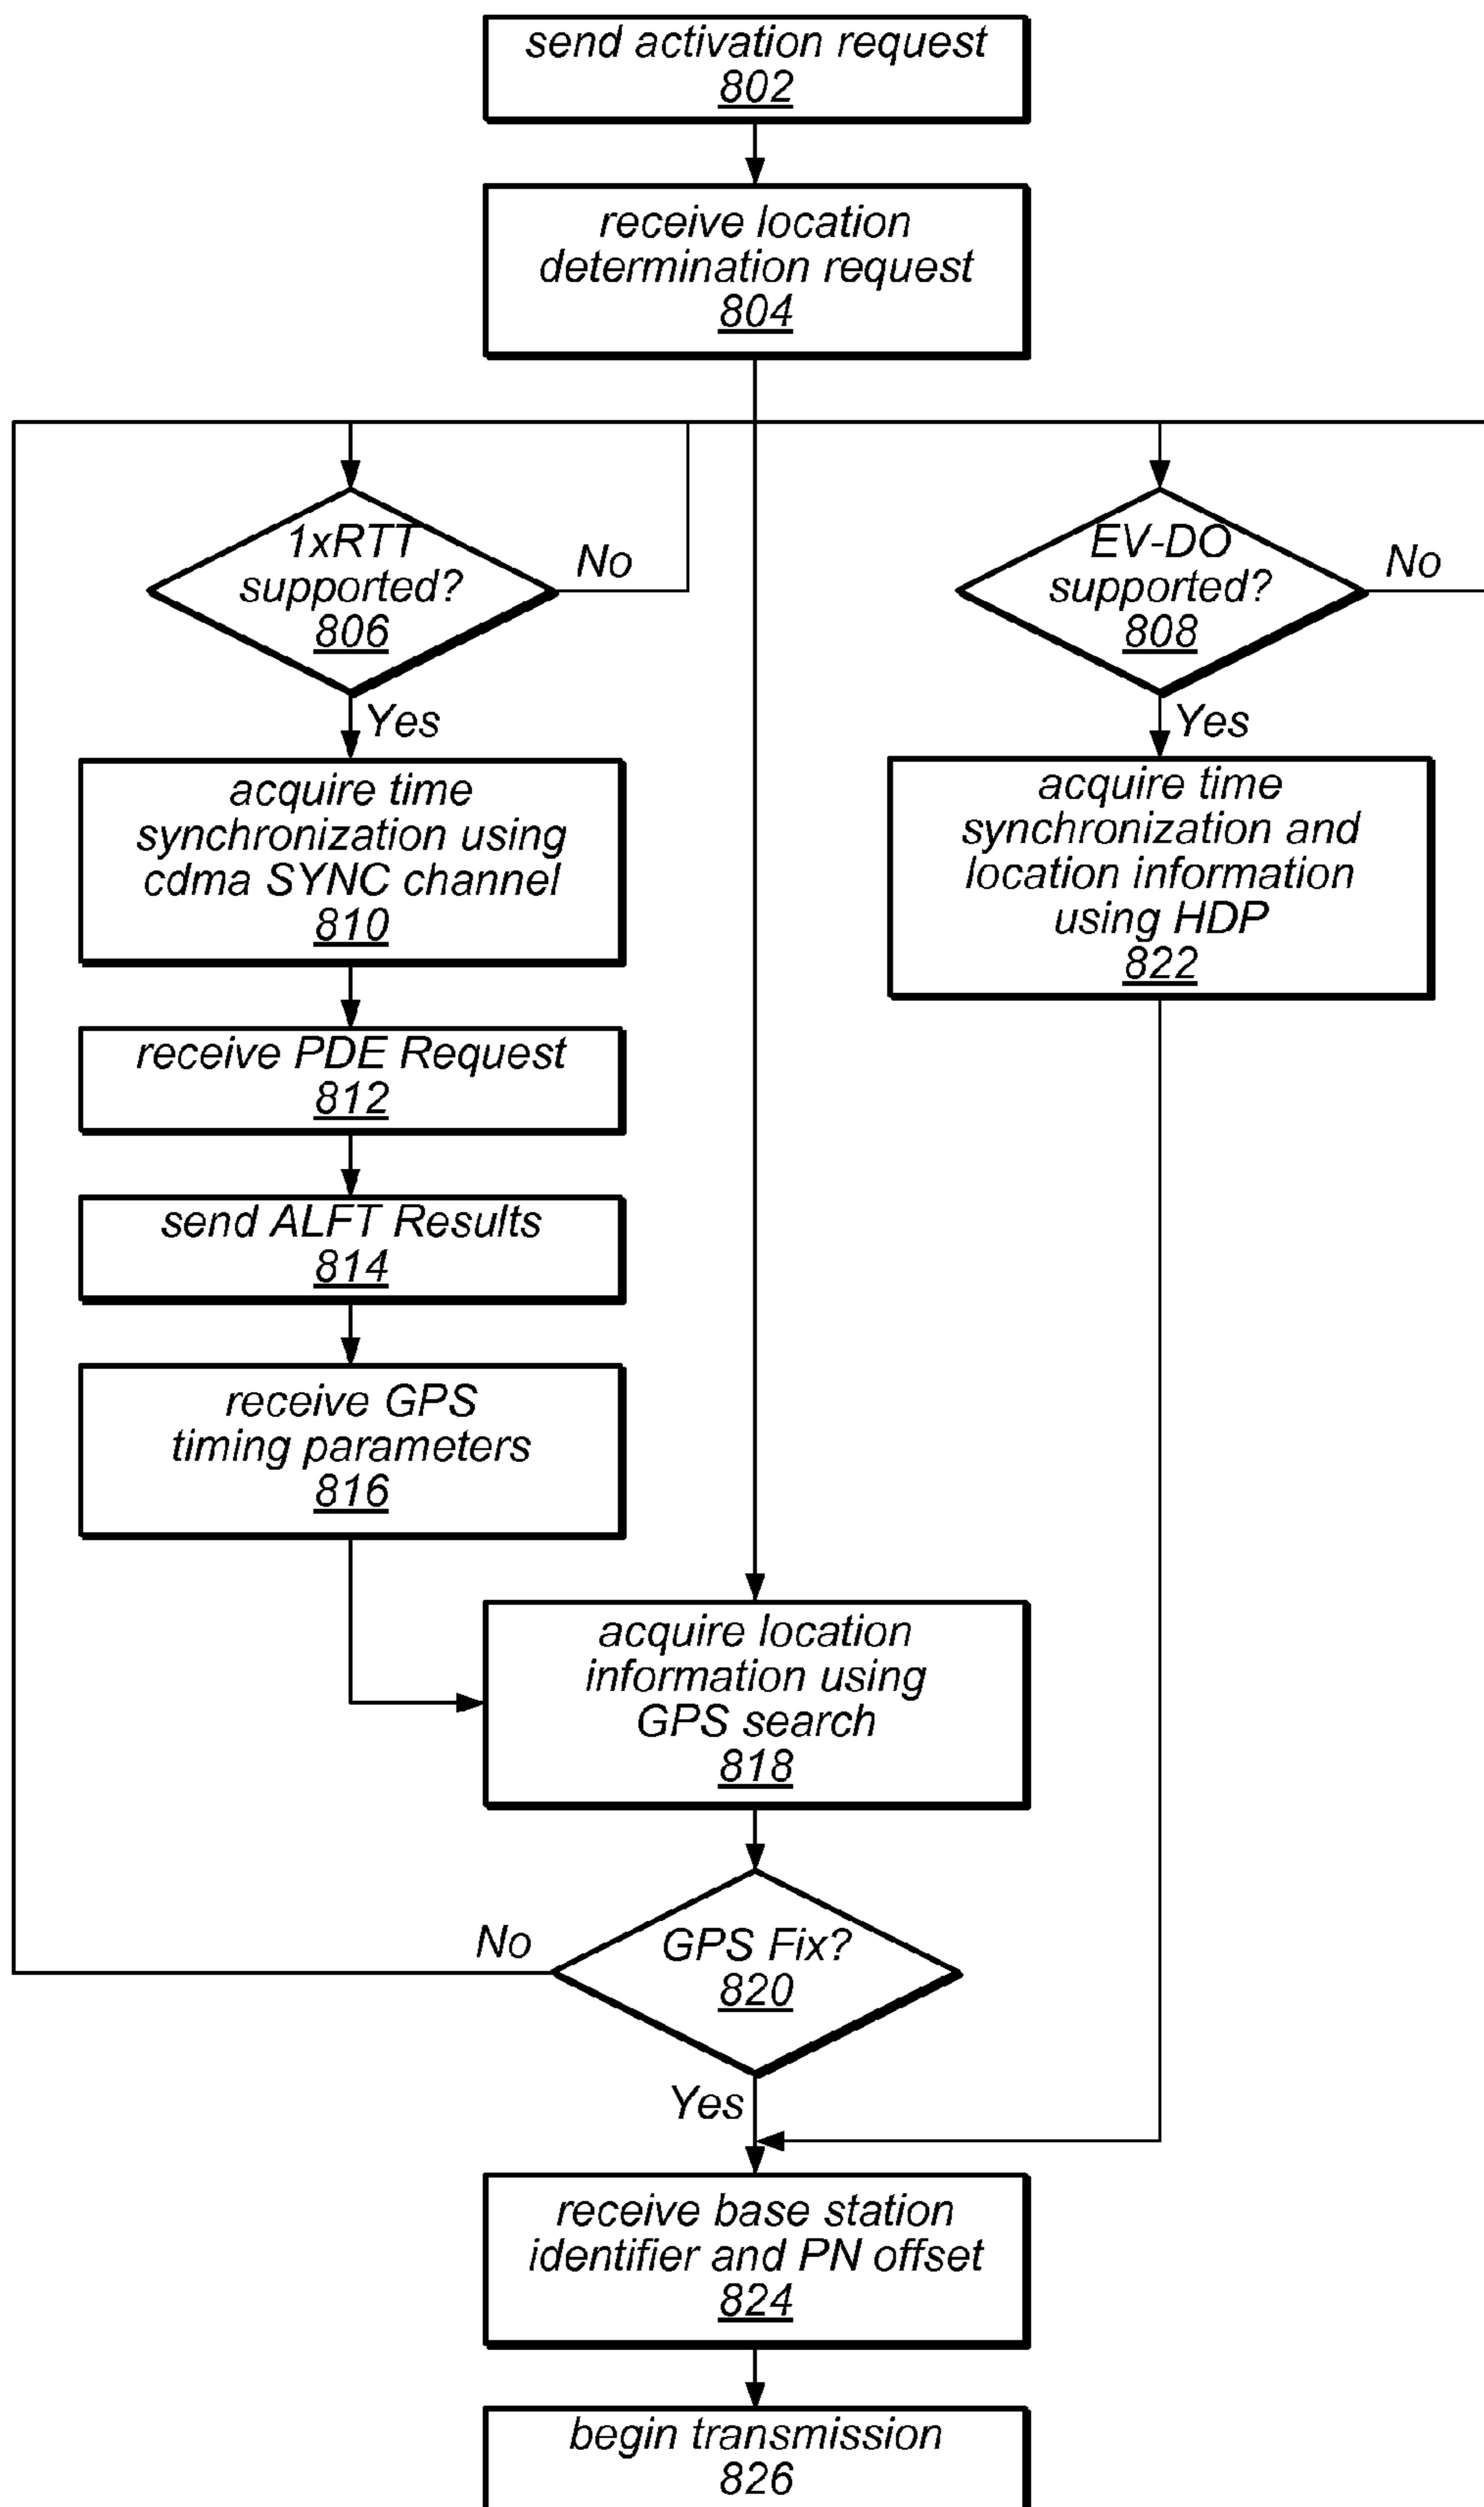 send activation request
802
receive location
determination request
804
1xRTT
supported?
806
No
Yes
EV-DO
supported?
808
No
Yes
acquire time
synchronization using
cdma SYNC channel
810
acquire time
synchronization and
location information
using HDP
822
receive PDE Request
812
send ALFT Results
814
receive GPS
timing parameters
816
acquire location
information using
GPS search
818
GPS Fix?
820
No
Yes
receive base station
identifier and PN offset
824
begin transmission
826